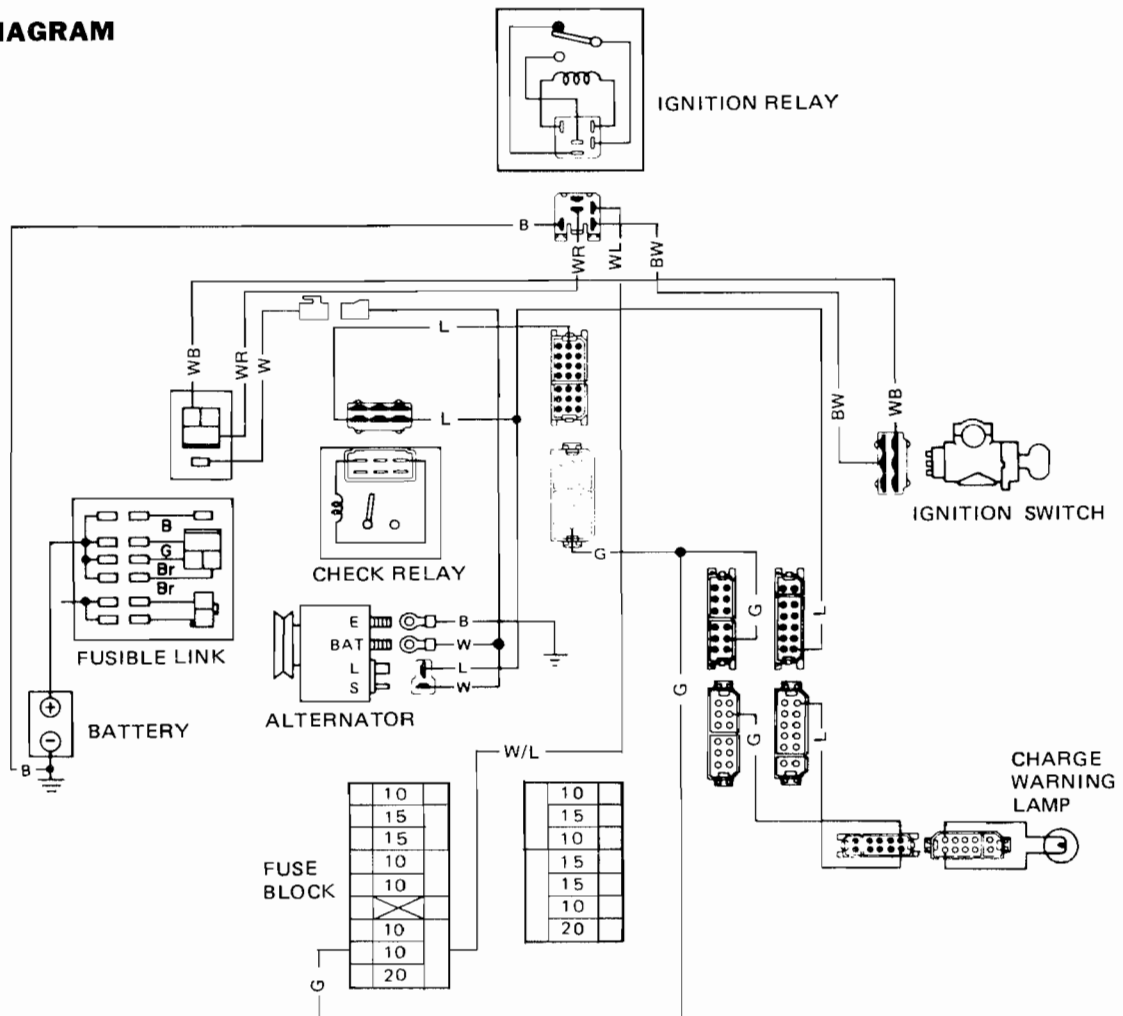 IAGRAM
IGNITION RELAY
B
WR
WL
BW
L
WB
WR
W
L
BW
WB
IGNITION SWITCH
B
G
Br
Br
FUSIBLE LINK
CHECK RELAY
G
E
BAT
L
S
B
W
L
W
ALTERNATOR
G
L
G
G
L
BATTERY
B
W/L
CHARGE
WARNING
LAMP
FUSE
BLOCK
10
15
15
10
10
10
10
20
10
15
10
15
15
10
20
G